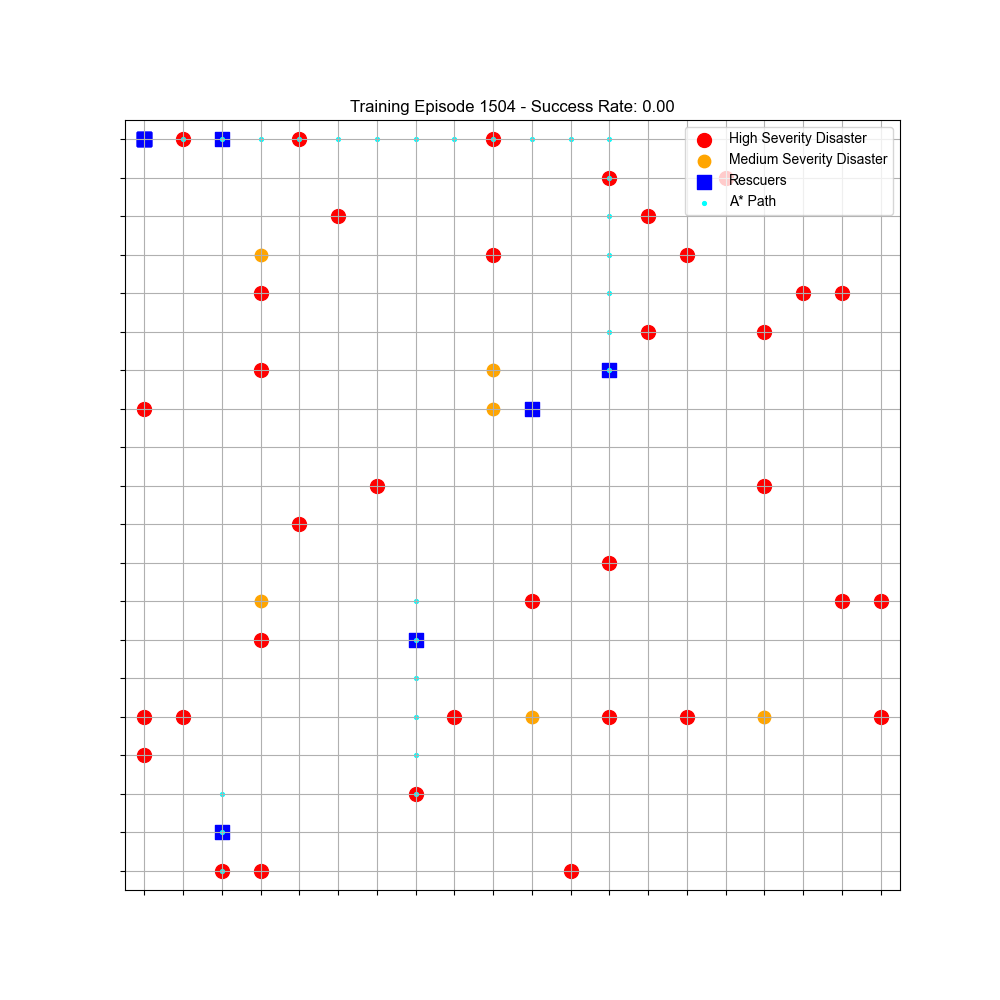 Training Episode 1504 - Success Rate: 0.00
High Severity Disaster
Medium Severity Disaster
Rescuers
A* Path